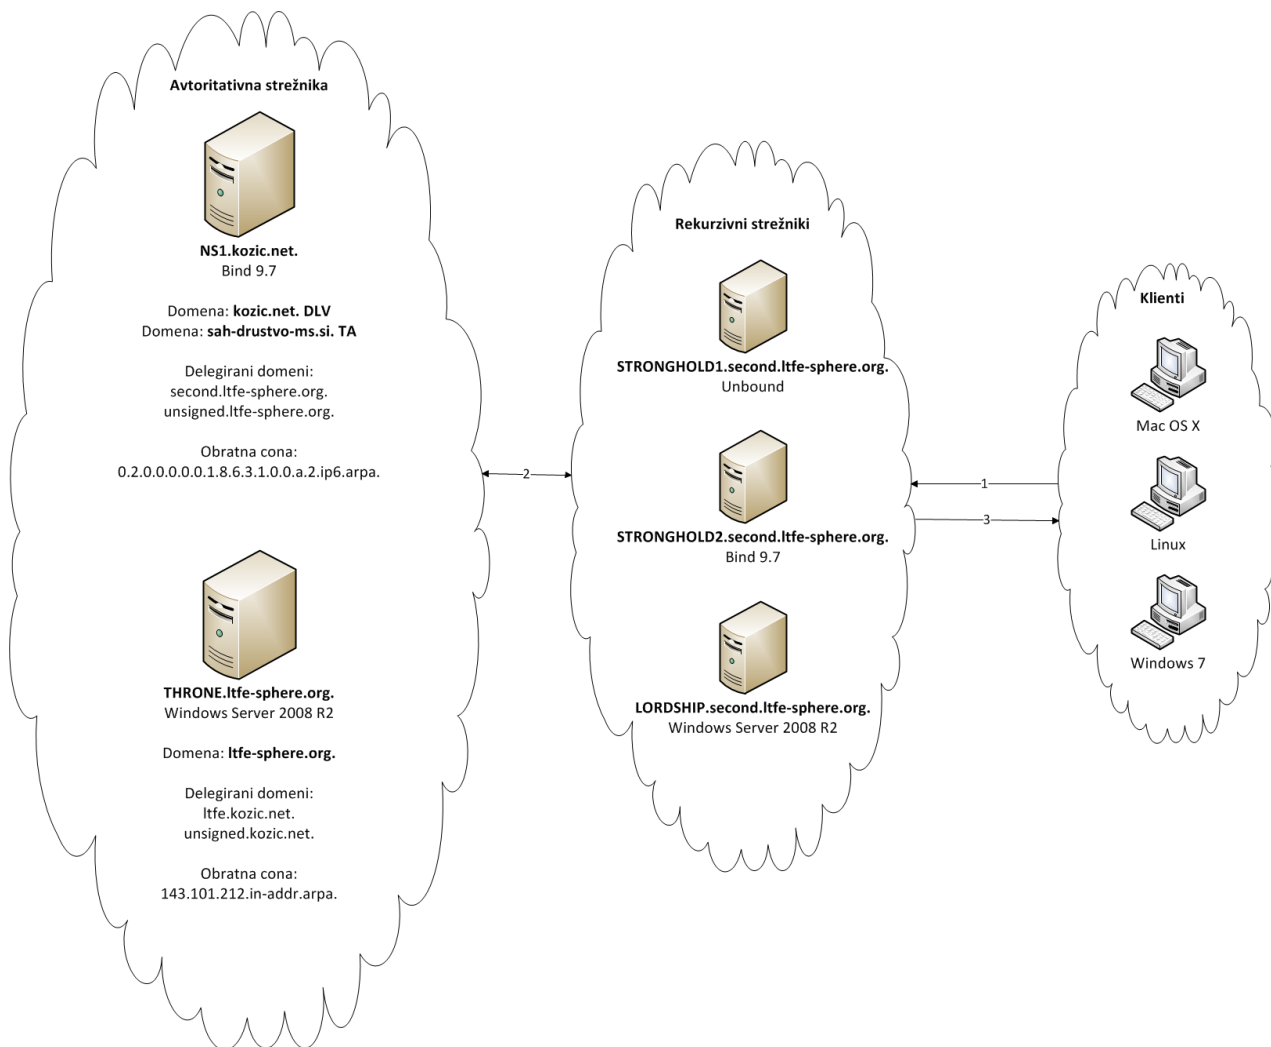 Avtoritativna strežnika
NS1.kozic.net.
Bind 9.7
Domena: kozic.net. DLV
Domena: sah-drustvo-ms.si. TA
Delegirani domeni:
second.ltfe-sphere.org.
unsigned.ltfe-sphere.org.
Obratna cona:
0.2.0.0.0.0.0.1.8.6.3.1.0.0.a.2.ip6.arpa.
THRONE.ltfe-sphere.org.
Windows Server 2008 R2
Domena: ltfe-sphere.org.
Delegirani domeni:
ltfe.kozic.net.
unsigned.kozic.net.
Obratna cona:
143.101.212.in-addr.arpa.
2
Rekurzivni strežniki
STRONGHOLD1.second.ltfe-sphere.org.
Unbound
STRONGHOLD2.second.ltfe-sphere.org.
Bind 9.7
LORDSHIP.second.ltfe-sphere.org.
Windows Server 2008 R2
1
3
Klienti
Mac OS X
Linux
Windows 7